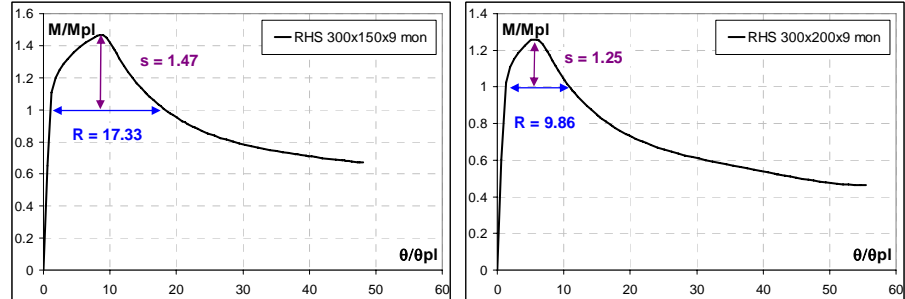 M/Mpl
RHS 300x150x9 mon
s = 1.47
R = 17.33
θ/θpl
1.6
1.4
1.2
1
0.8
0.6
0.4
0.2
0
0 10 20 30 40 50 60
M/Mpl
RHS 300x200x9 mon
s = 1.25
R = 9.86
θ/θpl
1.4
1.2
1
0.8
0.6
0.4
0.2
0
0 10 20 30 40 50 60